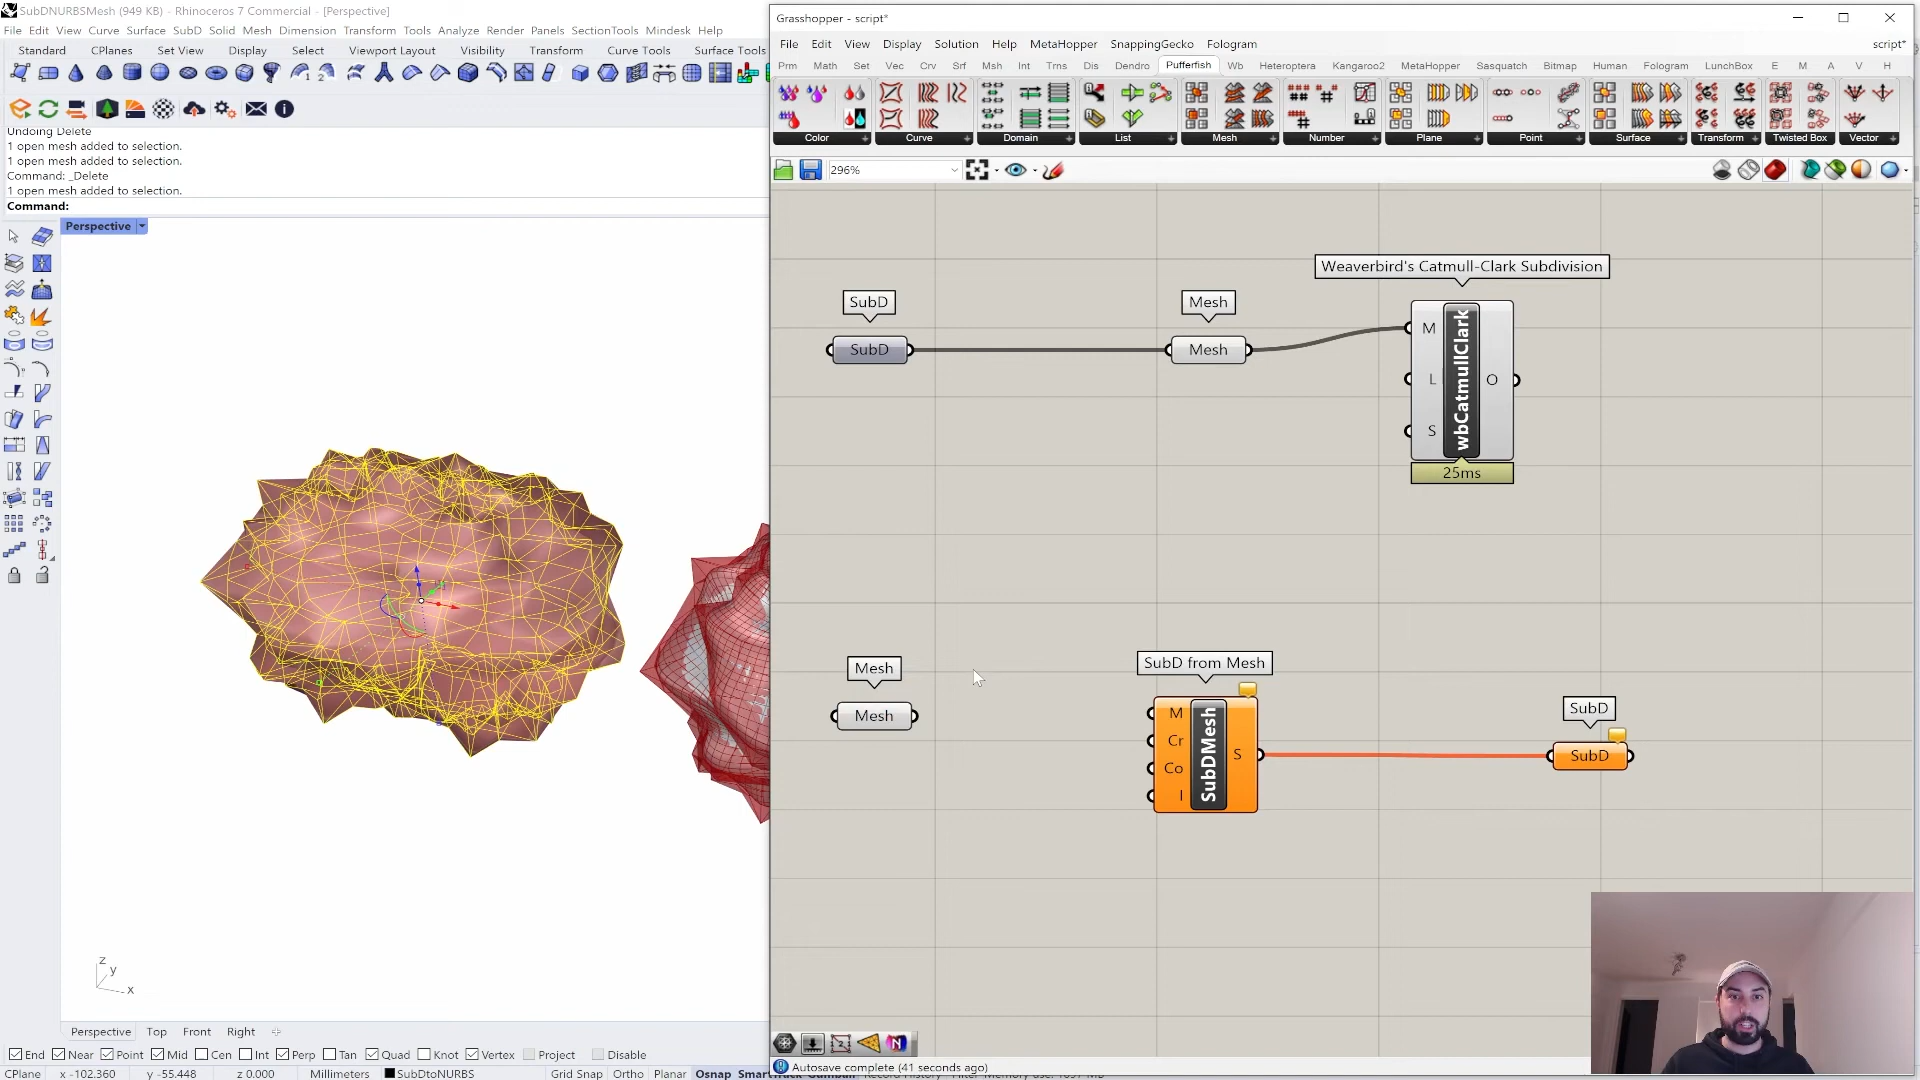 SubDNURBSMesh (949 KB) - Rhinoceros 7 Commercial - [Perspective]
File Edit View Curve Surface SubD Solid Mesh Dimension Transform Tools Analyze Render Panels SectionTools Mindesk Help
Standard CPlanes Set View Display Select Viewport Layout Visibility Transform Curve Tools Surface Tools
Undoing Delete
1 open mesh added to selection.
1 open mesh added to selection.
Command: _Delete
1 open mesh added to selection.
Command:
Perspective
z
y
x
Perspective Top Front Right
End Near Point Mid Cen Int Perp Tan Quad Knot Vertex Project Disable
CPlane x -102.360 y -55.448 z 0.000 Millimeters SubDtoNURBS Grid Snap Ortho Planar Osnap
Grasshopper - script*
File Edit View Display Solution Help MetaHopper SnappingGecko Fologram script*
Prm Math Set Vec Crv Srf Msh Int Trns Dis Dendro Pufferfish Wb Heteroptera Kangaroo2 MetaHopper Sasquatch Bitmap Human Fologram LunchBox E M A V H
Color Curve Domain List Mesh Number Plane Point Surface Transform Twisted Box Vector
296%
Weaverbird's Catmull-Clark Subdivision
SubD Mesh
SubD Mesh
M
L
S
wbCatmullClark
O
25ms
Mesh SubD from Mesh SubD
Mesh
M
Cr
Co
I
SubDMesh
S
SubD
Autosave complete (41 seconds ago)